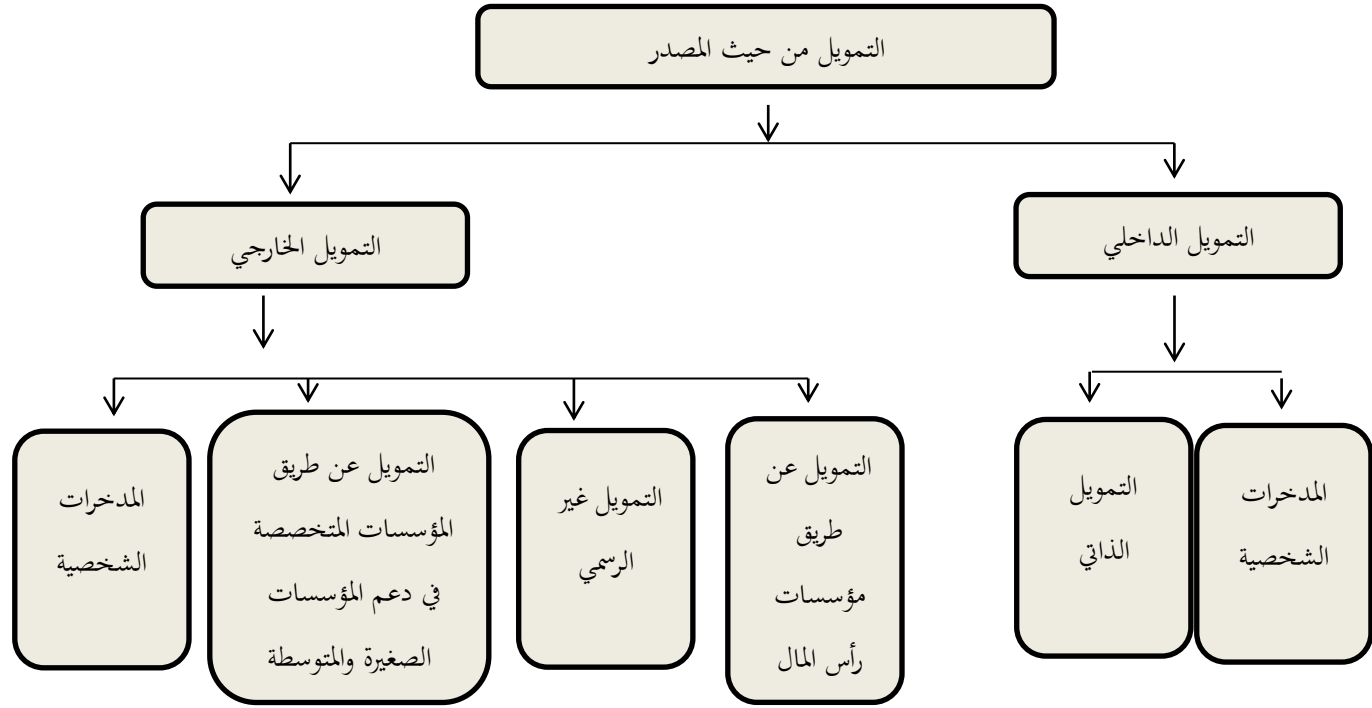 التمويل من حيث المصدر
التمويل الداخلي
التمويل الخارجي
المدخرات
الشخصية
التمويل
الذاتي
التمويل عن
طريق
مؤسسات
رأس المال
التمويل غير
الرسمي
التمويل عن طريق
المؤسسات المتخصصة
في دعم المؤسسات
الصغيرة والمتوسطة
المدخرات
الشخصية